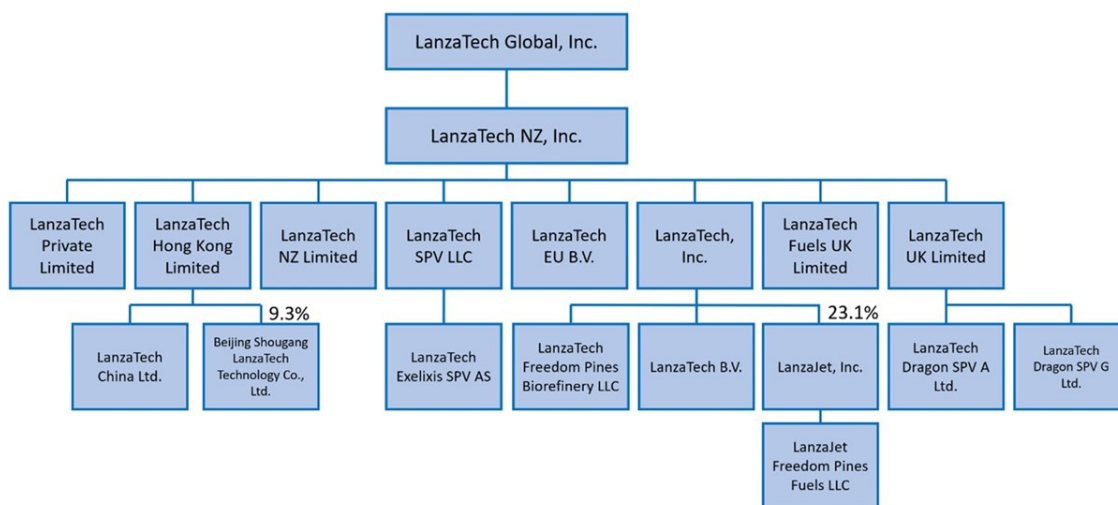 LanzaTech Global, Inc.
LanzaTech NZ, Inc.
LanzaTech
Private
Limited
LanzaTech
Hong Kong
Limited
LanzaTech
NZ Limited
LanzaTech
SPV LLC
LanzaTech
EU B.V.
LanzaTech,
Inc.
LanzaTech
Fuels UK
Limited
LanzaTech
UK Limited
9.3%
23.1%
LanzaTech
China Ltd.
Beijing Shougang
LanzaTech
Technology Co.,
Ltd.
LanzaTech
Exelixis SPV AS
LanzaTech
Freedom Pines
Biorefinery LLC
LanzaTech B.V.
LanzaJet, Inc.
LanzaTech
Dragon SPV A
Ltd.
LanzaTech
Dragon SPV G
Ltd.
LanzaJet
Freedom Pines
Fuels LLC